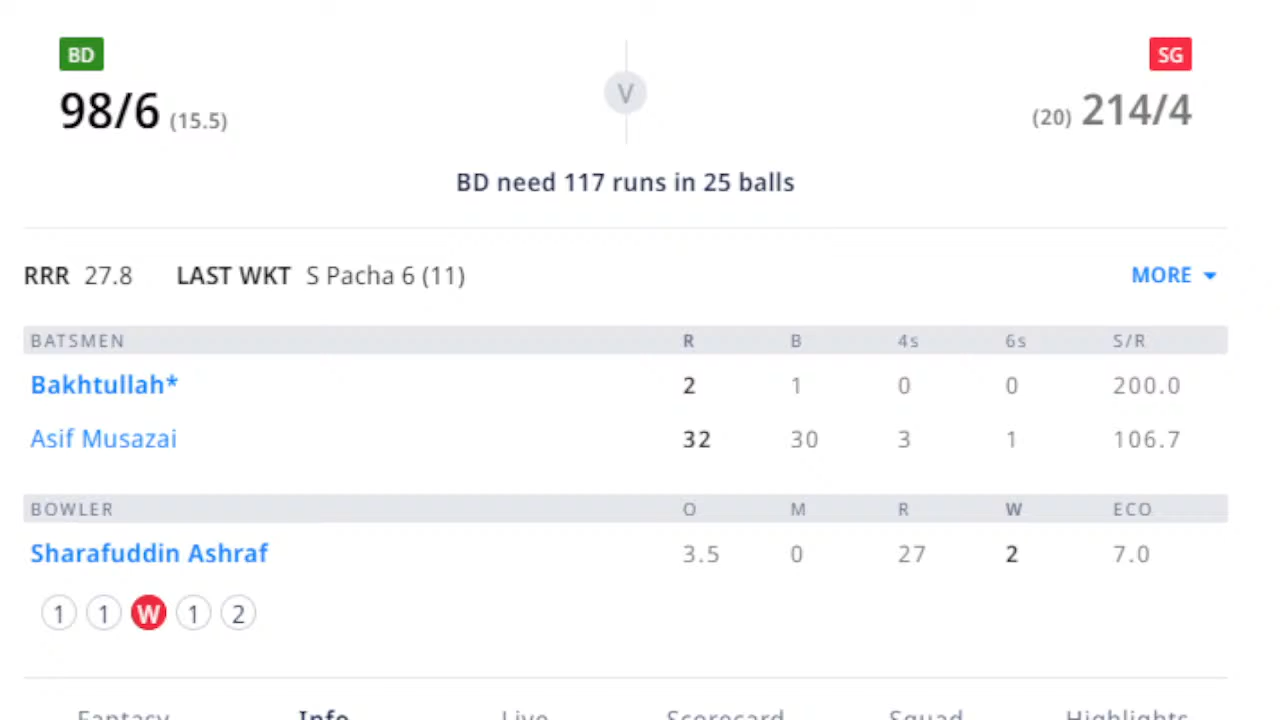 BD SG
98/6 (15.5) V (20) 214/4
BD need 117 runs in 25 balls
RRR 27.8 LAST WKT S Pacha 6 (11) MORE
BATSMEN R B 4s 6s S/R
Bakhtullah* 2 1 0 0 200.0
Asif Musazai 32 30 3 1 106.7
BOWLER O M R W ECO
Sharafuddin Ashraf 3.5 0 27 2 7.0
1 1 W 1 2
Fantasy Info Live Scorecard Squad Highlights